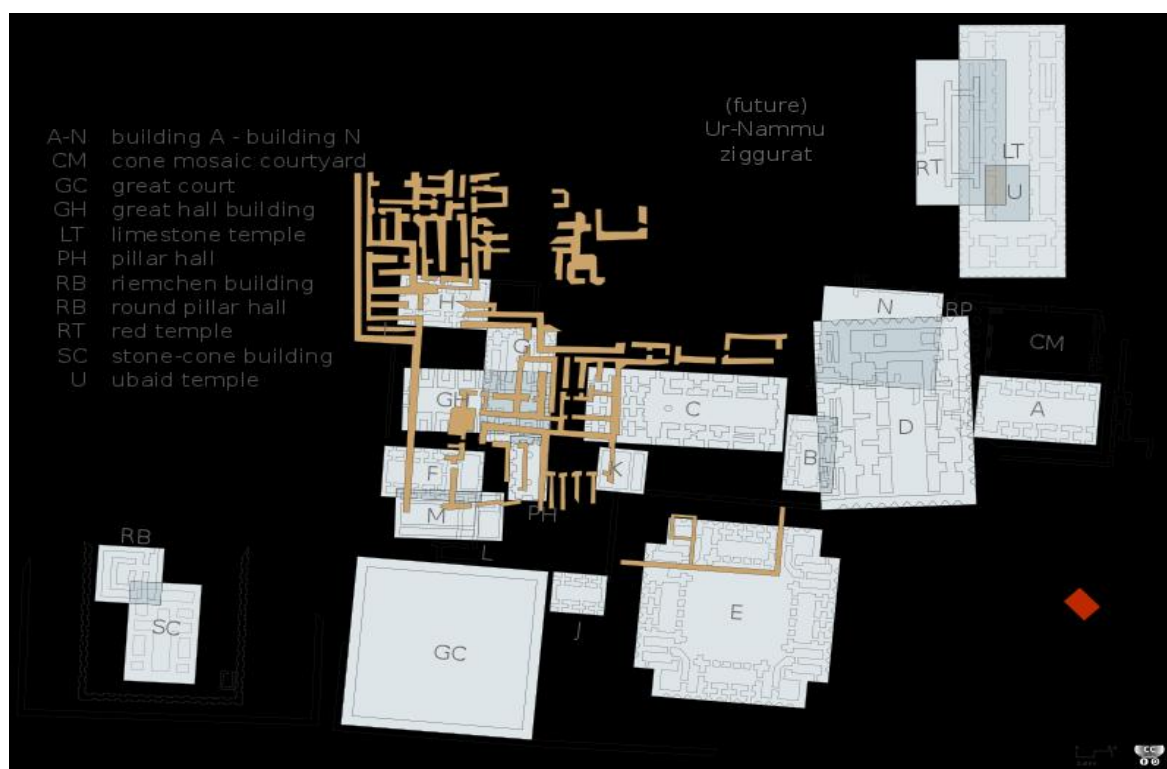 (future)
Ur-Nammu
ziggurat
A-N building A - building N
CM cone mosaic courtyard
GC great court
GH great hall building
LT limestone temple
PH pillar hall
RB riemchen building
RB round pillar hall
RT red temple
SC stone-cone building
U ubaid temple
RT
LT
U
H
N
RP
CM
G
GH
C
A
D
F
K
B
M
PH
RB
L
E
SC
J
GC
CC